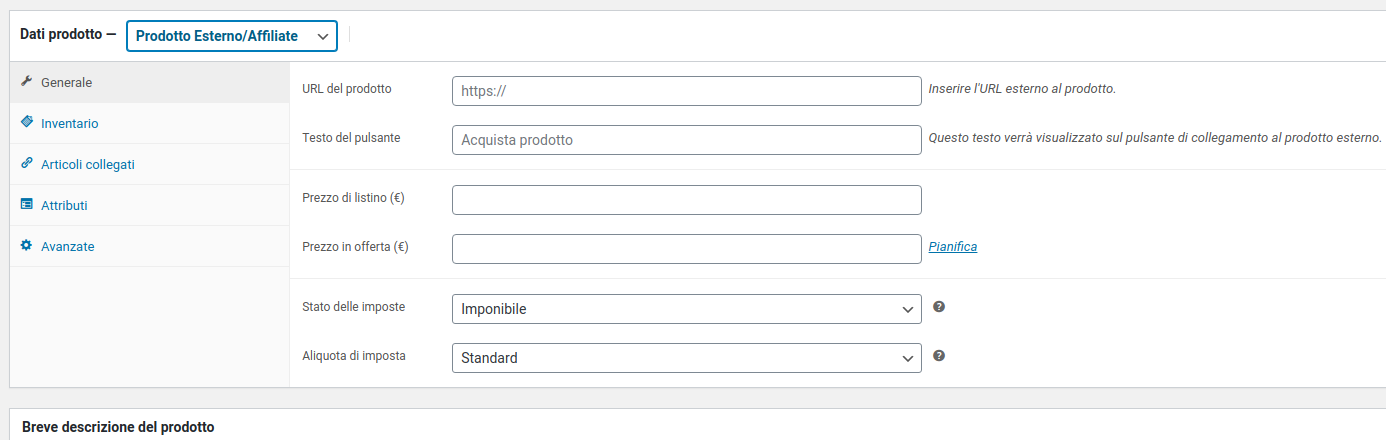 Dati prodotto — Prodotto Esterno/Affiliate
Generale
Inventario
Articoli collegati
Attributi
Avanzate
URL del prodotto https:// Inserire l'URL esterno al prodotto.
Testo del pulsante Acquista prodotto Questo testo verrà visualizzato sul pulsante di collegamento al prodotto esterno.
Prezzo di listino (€)
Prezzo in offerta (€) Pianifica
Stato delle imposte Imponibile ?
Aliquota di imposta Standard ?
Breve descrizione del prodotto